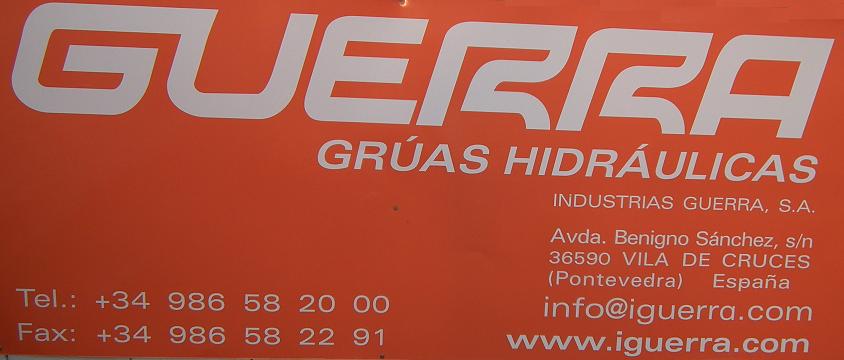 GUERRA
GRÚAS HIDRÁULICAS
INDUSTRIAS GUERRA, S.A.
Avda. Benigno Sánchez, s/n
36590 VILA DE CRUCES
(Pontevedra) España
Tel.: +34 986 58 20 00
info@iguerra.com
Fax: +34 986 58 22 91
www.iguerra.com